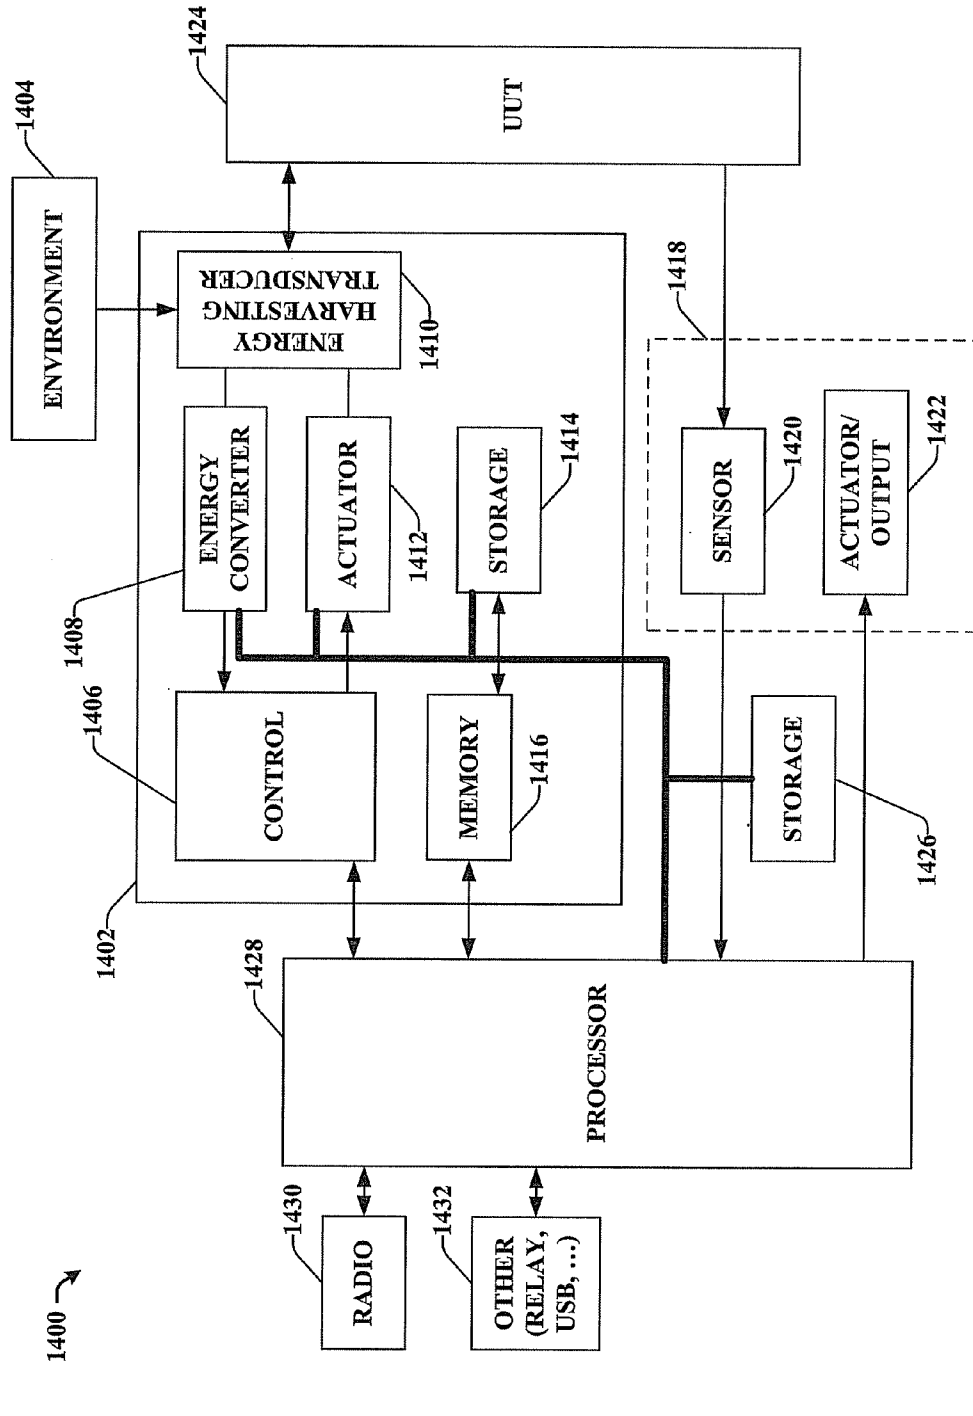 1400
1404
ENVIRONMENT
1402
1406
CONTROL
1408
ENERGY
CONVERTER
ENERGY
HARVESTING
TRANSDUCER
1410
ACTUATOR
1412
STORAGE
1414
MEMORY
1416
1424
UUT
1418
SENSOR
1420
ACTUATOR/
OUTPUT
1422
STORAGE
1426
1428
PROCESSOR
1430
RADIO
1432
OTHER
(RELAY,
USB, ...)